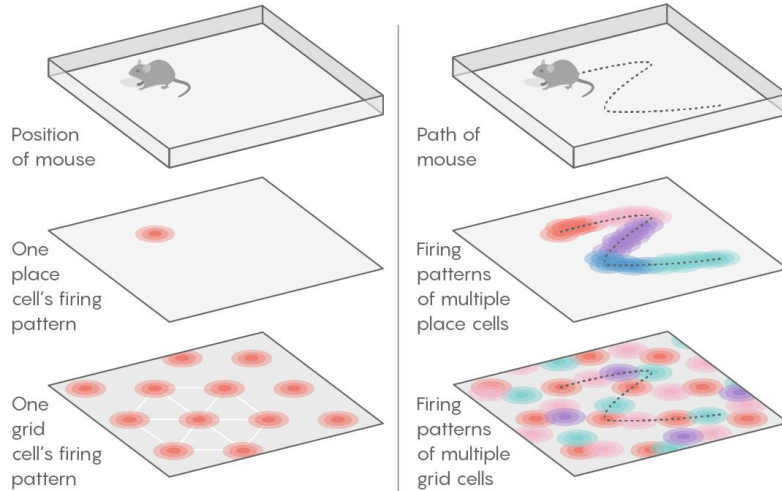 Position
of mouse
One
place
cell's firing
pattern
One
grid
cell's firing
pattern
Path of
mouse
Firing
patterns
of multiple
place cells
Firing
patterns
of multiple
grid cells